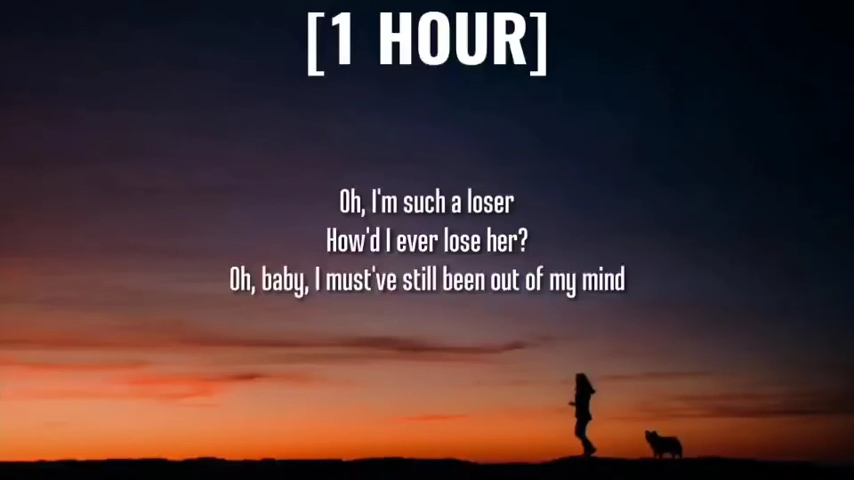 [1 HOUR]
Oh, I'm such a loser
How'd I ever lose her?
Oh, baby, I must've still been out of my mind